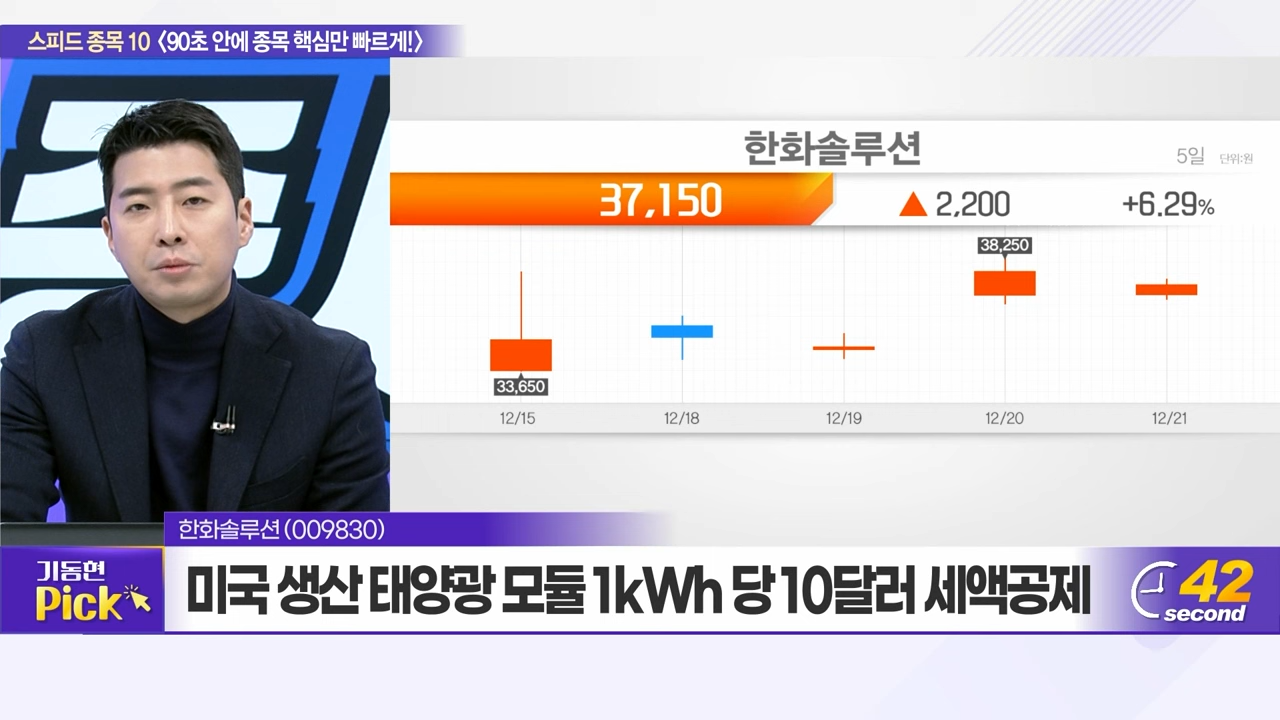 스피드 종목 10 〈90초 안에 종목 핵심만 빠르게!〉
한화솔루션
5일 단위:원
37,150 ▲ 2,200 +6.29%
38,250
33,650
12/15 12/18 12/19 12/20 12/21
한화솔루션(009830)
기동현
Pick
미국 생산 태양광 모듈 1kWh 당 10달러 세액공제
42
second